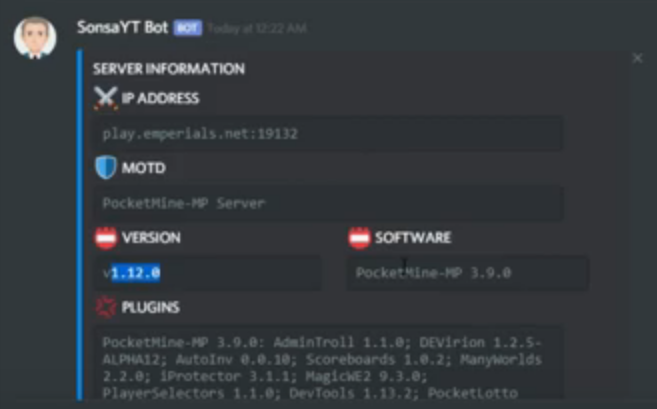 SonsaYT Bot BOT Today at 12:22 AM
SERVER INFORMATION
IP ADDRESS
play.emperials.net:19132
MOTD
PocketMine-MP Server
VERSION
SOFTWARE
v1.12.0
PocketMine-MP 3.9.0
PLUGINS
PocketMine-MP 3.9.0: AdminTroll 1.1.0; DEVirion 1.2.5-
ALPHA12; AutoInv 0.0.10; Scoreboards 1.0.2; ManyWorlds
2.2.0; iProtector 3.1.1; MagicWE2 9.3.0;
PlayerSelectors 1.1.0; DevTools 1.13.2; PocketLotto